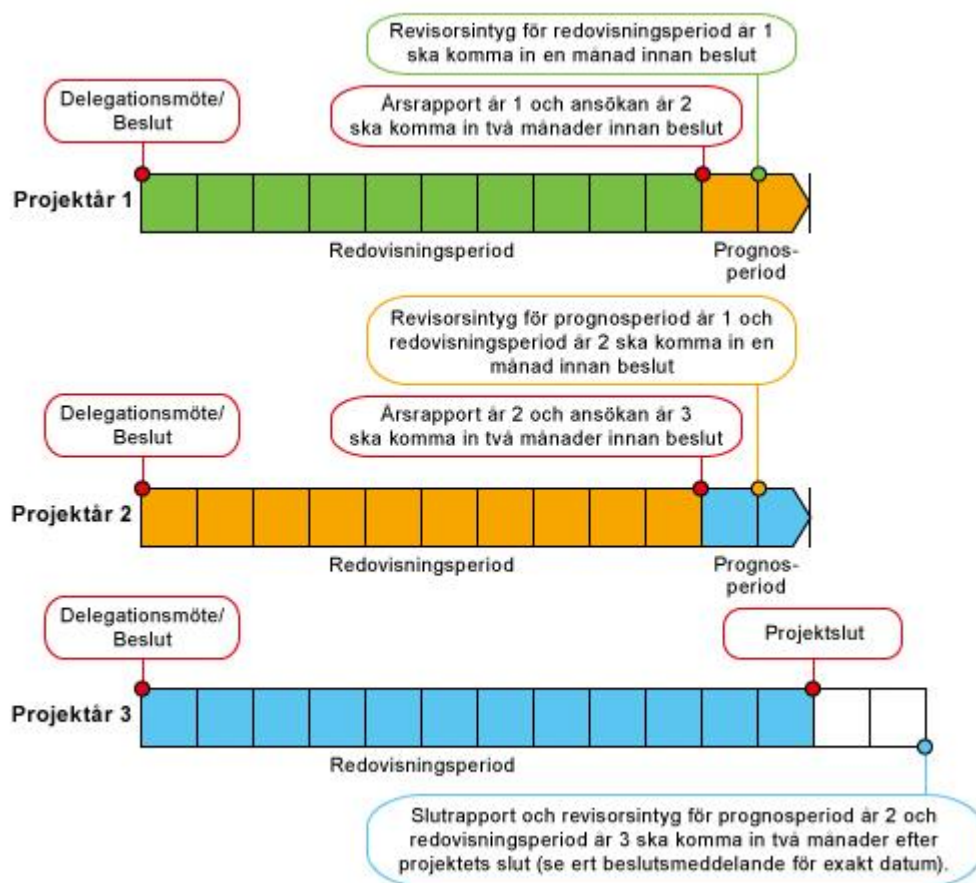 Revisorsintyg för redovisningsperiod år 1
ska komma in en månad innan beslut
Delegationsmöte/
Beslut
Årsrapport år 1 och ansökan år 2
ska komma in två månader innan beslut
Projektår 1
Redovisningsperiod
Prognos-
period
Revisorsintyg för prognosperiod år 1 och
redovisningsperiod år 2 ska komma in en
månad innan beslut
Delegationsmöte/
Beslut
Årsrapport år 2 och ansökan år 3
ska komma in två månader innan beslut
Projektår 2
Redovisningsperiod
Prognos-
period
Delegationsmöte/
Beslut
Projektslut
Projektår 3
Redovisningsperiod
Slutrapport och revisorsintyg för prognosperiod år 2 och
redovisningsperiod år 3 ska komma in två månader efter
projektets slut (se ert beslutsmeddelande för exakt datum).